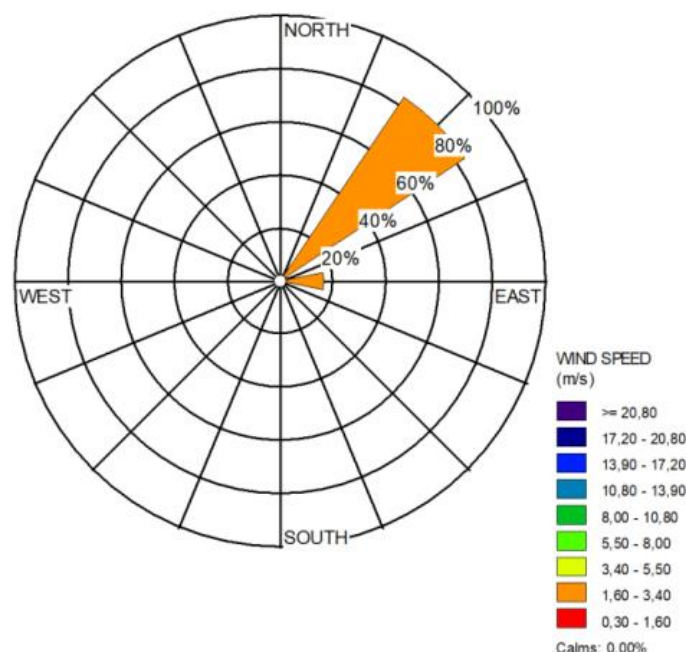 NORTH
100%
80%
60%
40%
20%
WEST
EAST
SOUTH
WIND SPEED
(m/s)
>= 20,80
17,20 - 20,80
13,90 - 17,20
10,80 - 13,90
8,00 - 10,80
5,50 - 8,00
3,40 - 5,50
1,60 - 3,40
0,30 - 1,60
Calms: 0,00%